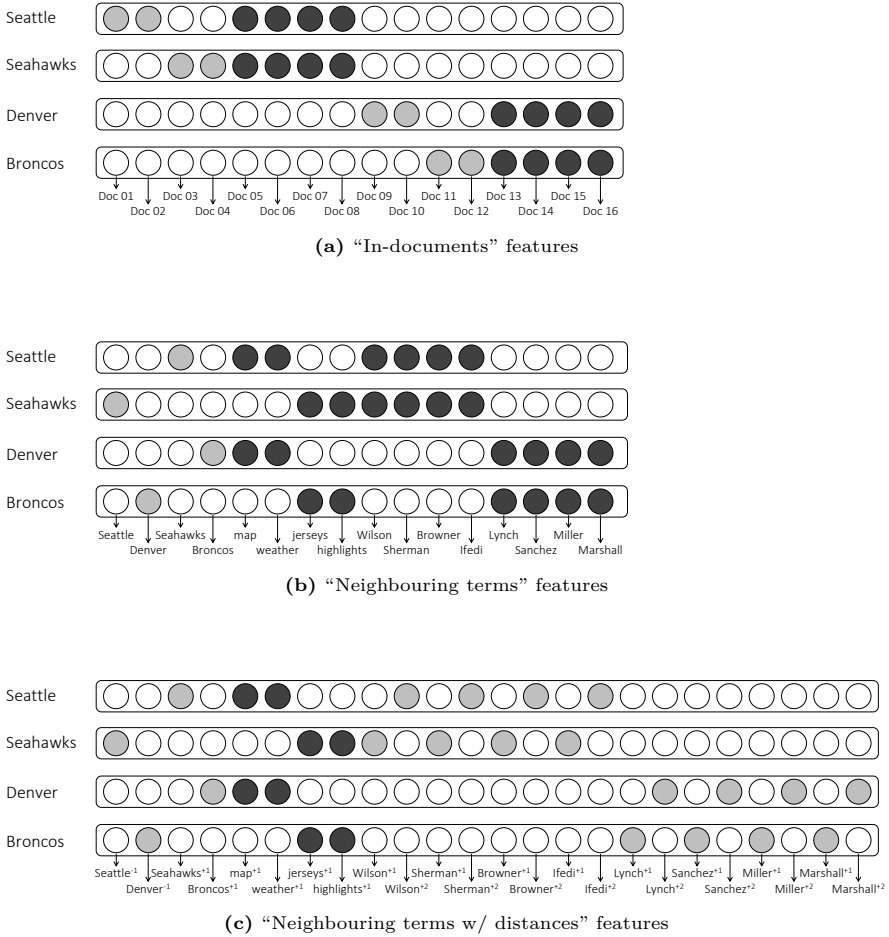 Seattle
Seahawks
Denver
Broncos
Doc 01 Doc 03 Doc 05 Doc 07 Doc 09 Doc 11 Doc 13 Doc 15
Doc 02 Doc 04 Doc 06 Doc 08 Doc 10 Doc 12 Doc 14 Doc 16
(a) “In-documents” features
Seattle
Seahawks
Denver
Broncos
Seattle Seahawks map jerseys Wilson Browner Lynch Miller
Denver Broncos weather highlights Sherman Ifedi Sanchez Marshall
(b) “Neighbouring terms” features
Seattle
Seahawks
Denver
Broncos
Seattle⁻¹ Seahawks⁺¹ map⁺¹ jerseys⁺¹ Wilson⁺¹ Sherman⁺¹ Browner⁺¹ Ifedi⁺¹ Lynch⁺¹ Sanchez⁺¹ Miller⁺¹ Marshall⁺¹
Denver⁻¹ Broncos⁺¹ weather⁺¹ highlights⁺¹ Wilson⁺² Sherman⁺² Browner⁺² Ifedi⁺² Lynch⁺² Sanchez⁺² Miller⁺² Marshall⁺²
(c) “Neighbouring terms w/ distances” features